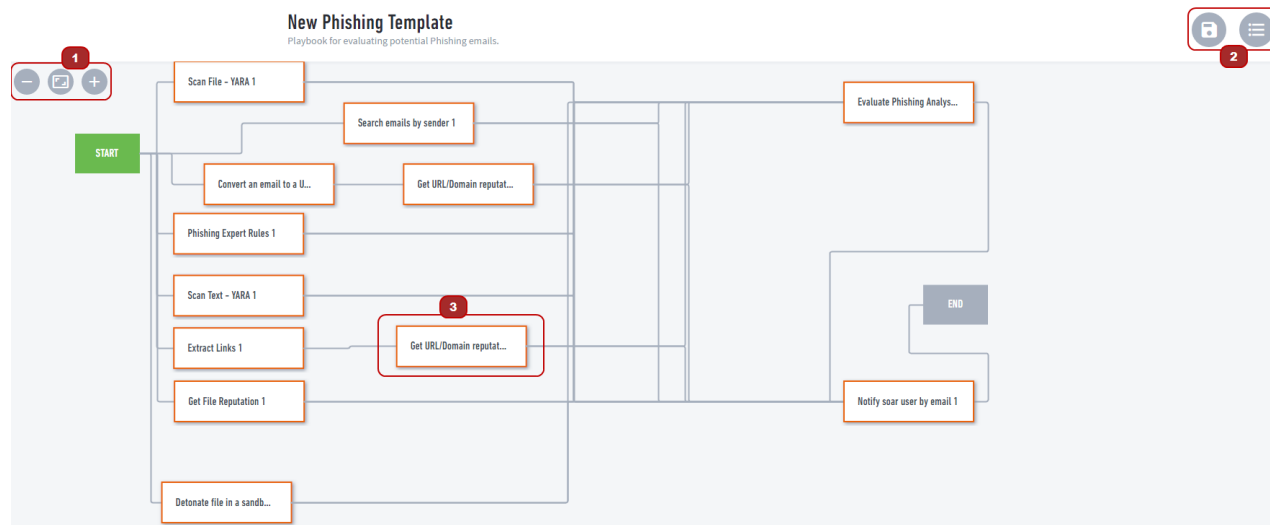 New Phishing Template
Playbook for evaluating potential Phishing emails.
1
2
Scan File - YARA 1
Evaluate Phishing Analys...
Search emails by sender 1
START
Convert an email to a U...
Get URL/Domain reputat...
Phishing Expert Rules 1
Scan Text - YARA 1
3
END
Extract Links 1
Get URL/Domain reputat...
Get File Reputation 1
Notify soar user by email 1
Detonate file in a sandb...